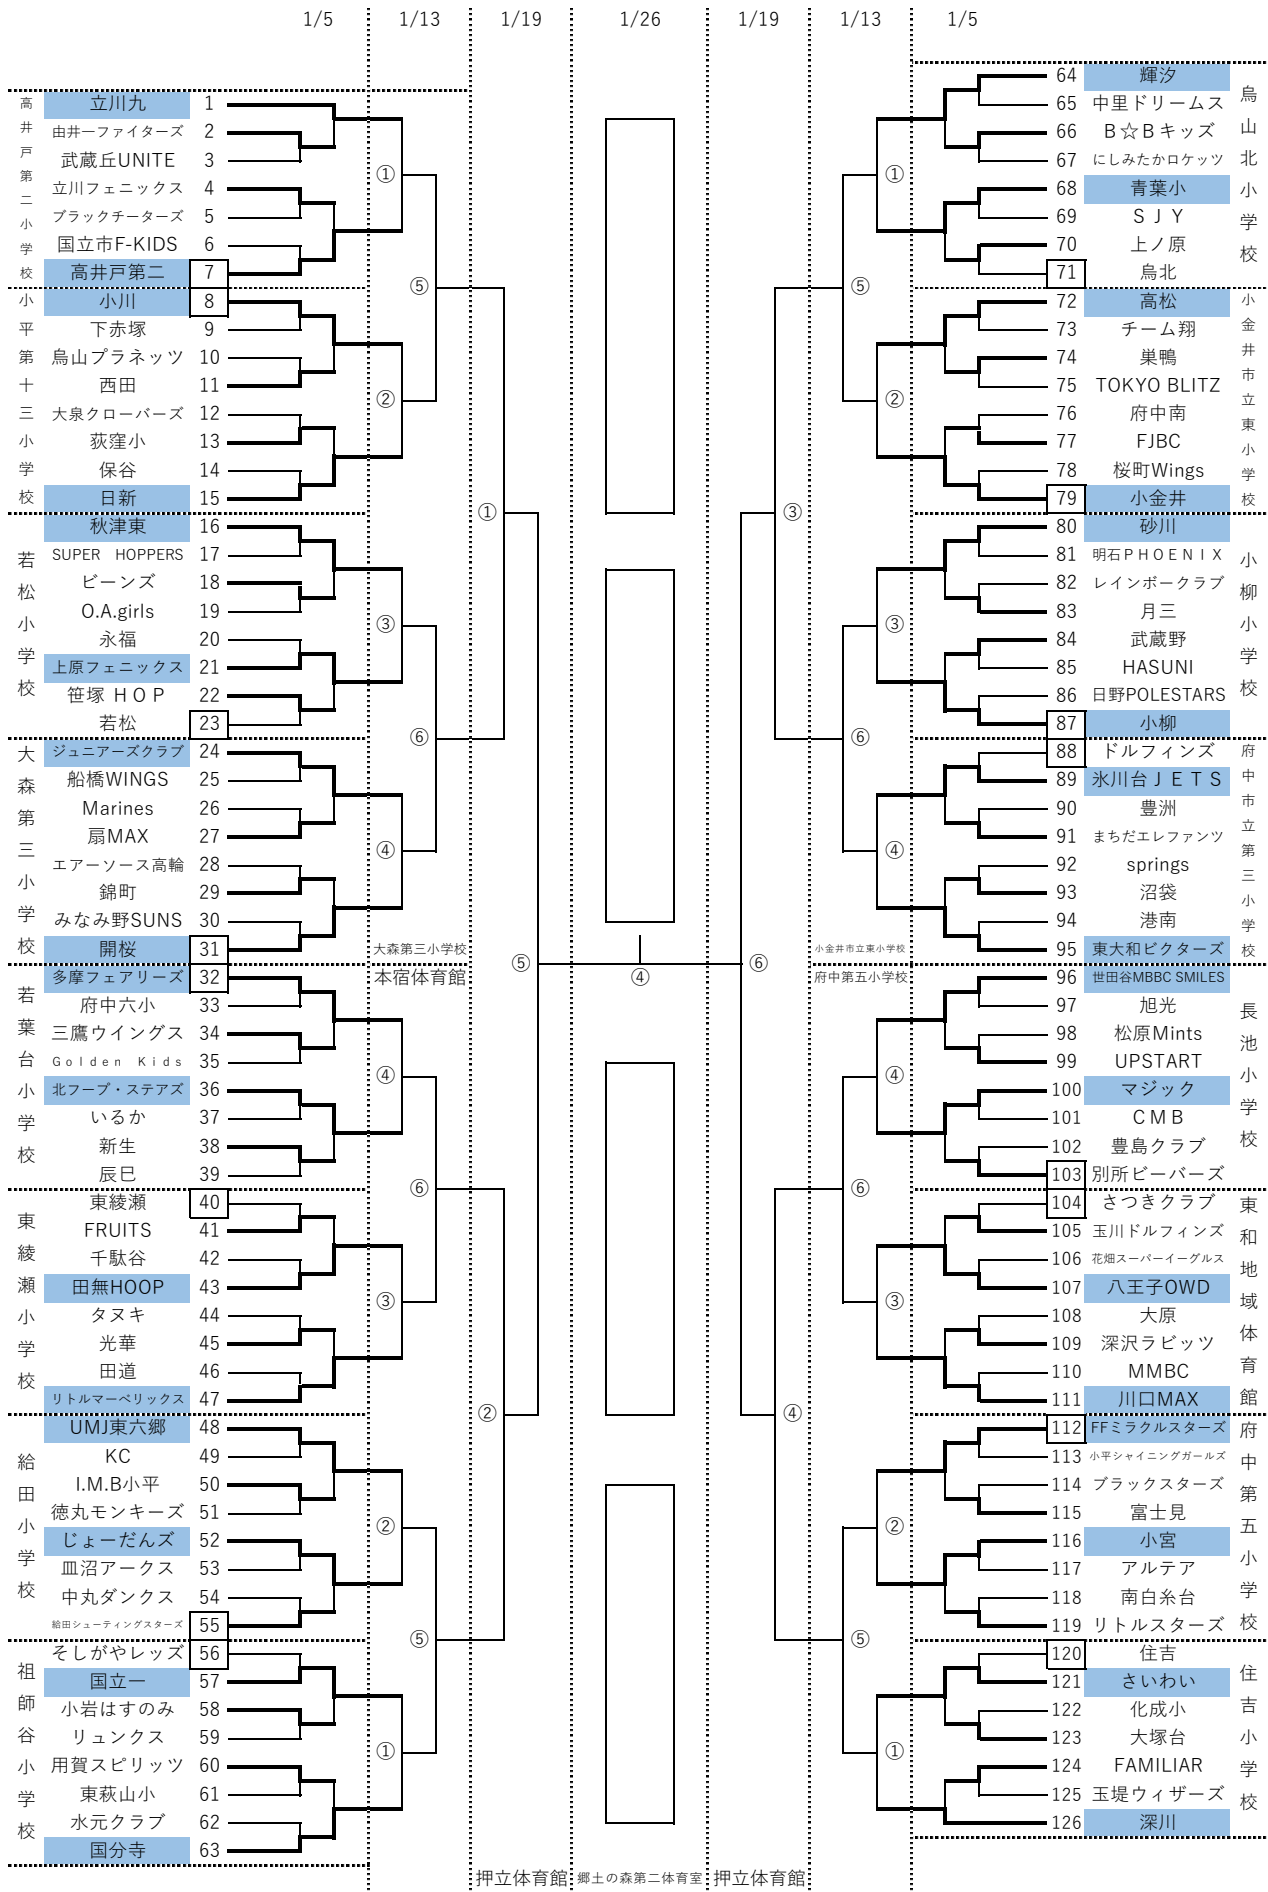 1/5 1/13 1/19 1/26 1/19 1/13 1/5
高井戸第二小学校
立川九 1
由井一ファイターズ 2
武蔵丘UNITE 3
立川フェニックス 4
ブラックチーターズ 5
国立市F-KIDS 6
高井戸第二 7
小平第十三小学校
小川 8
下赤塚 9
烏山プラネッツ 10
西田 11
大泉クローバーズ 12
荻窪小 13
保谷 14
日新 15
若松小学校
秋津東 16
SUPER HOPPERS 17
ビーンズ 18
O.A.girls 19
永福 20
上原フェニックス 21
笹塚 ＨＯＰ 22
若松 23
大森第三小学校
ジュニアーズクラブ 24
船橋WINGS 25
Marines 26
扇MAX 27
エアーソース高輪 28
錦町 29
みなみ野SUNS 30
開桜 31
若葉台小学校
多摩フェアリーズ 32
府中六小 33
三鷹ウイングス 34
Ｇｏｌｄｅｎ Ｋｉｄｓ 35
北フープ・ステアズ 36
いるか 37
新生 38
辰巳 39
東綾瀬小学校
東綾瀬 40
FRUITS 41
千駄谷 42
田無HOOP 43
タヌキ 44
光華 45
田道 46
リトルマーベリックス 47
給田小学校
UMJ東六郷 48
KC 49
I.M.B小平 50
徳丸モンキーズ 51
じょーだんズ 52
皿沼アークス 53
中丸ダンクス 54
給田シューティングスターズ 55
祖師谷小学校
そしがやレッズ 56
国立一 57
小岩はすのみ 58
リュンクス 59
用賀スピリッツ 60
東萩山小 61
水元クラブ 62
国分寺 63
①
②
③
④
④
③
②
①
⑤
⑥
⑥
⑤
①
②
⑤
④
⑥
③
④
⑤
⑥
⑥
⑤
①
②
③
④
④
③
②
①
大森第三小学校
本宿体育館
小金井市立東小学校
府中第五小学校
64 輝汐
65 中里ドリームス
66 Ｂ☆Ｂキッズ
67 にしみたかロケッツ
68 青葉小
69 ＳＪＹ
70 上ノ原
71 烏北
烏山北小学校
72 高松
73 チーム翔
74 巣鴨
75 TOKYO BLITZ
76 府中南
77 FJBC
78 桜町Wings
79 小金井
小金井市立東小学校
80 砂川
81 明石ＰＨＯＥＮＩＸ
82 レインボークラブ
83 月三
84 武蔵野
85 HASUNI
86 日野POLESTARS
87 小柳
小柳小学校
88 ドルフィンズ
89 氷川台ＪＥＴＳ
90 豊洲
91 まちだエレファンツ
92 springs
93 沼袋
94 港南
95 東大和ビクターズ
府中市立第三小学校
96 世田谷MBBC SMILES
97 旭光
98 松原Mints
99 UPSTART
100 マジック
101 ＣＭＢ
102 豊島クラブ
103 別所ビーバーズ
長池小学校
104 さつきクラブ
105 玉川ドルフィンズ
106 花畑スーパーイーグルス
107 八王子OWD
108 大原
109 深沢ラビッツ
110 MMBC
111 川口MAX
東和地域体育館
112 FFミラクルスターズ
113 小平シャイニングガールズ
114 ブラックスターズ
115 富士見
116 小宮
117 アルテア
118 南白糸台
119 リトルスターズ
府中第五小学校
120 住吉
121 さいわい
122 化成小
123 大塚台
124 FAMILIAR
125 玉堤ウィザーズ
126 深川
住吉小学校
押立体育館 郷土の森第二体育室 押立体育館